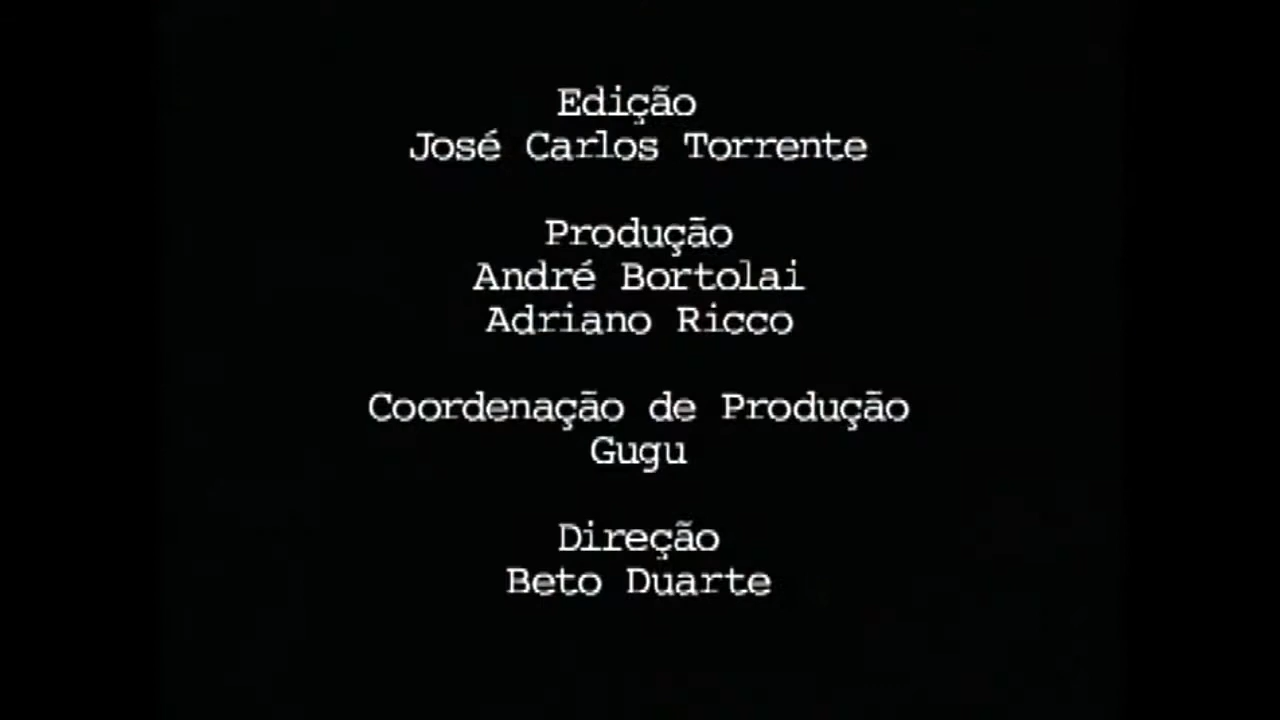 Edição
José Carlos Torrente
Produção
André Bortolai
Adriano Ricco
Coordenação de Produção
Gugu
Direção
Beto Duarte